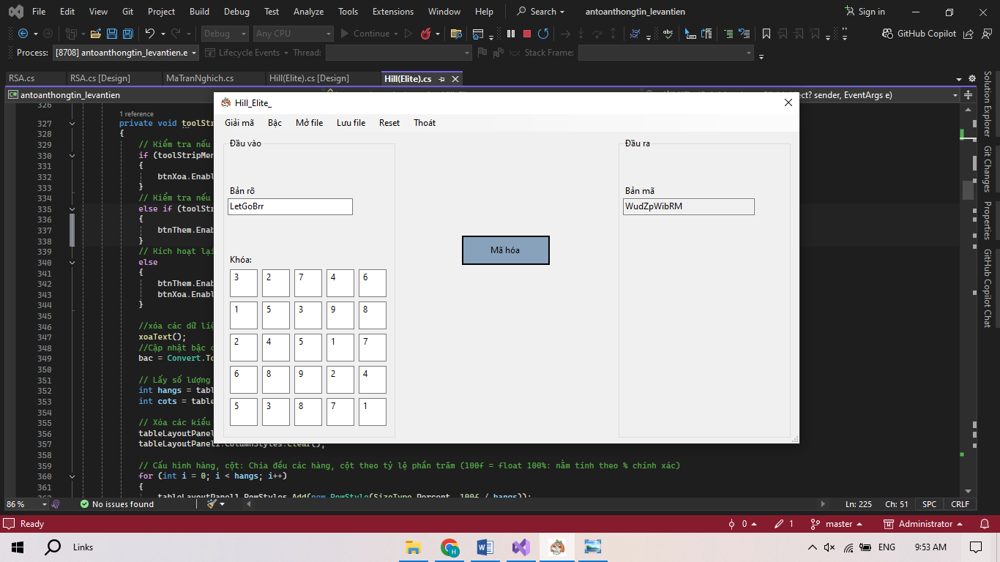 File Edit View Git Project Build Debug Test Analyze Tools Extensions Window Help Search antoanthongtin_levantien Sign in
Debug Any CPU Continue GitHub Copilot
Process: [8708] antoanthongtin_levantien.e Lifecycle Events Thread: Stack Frame:
RSA.cs RSA.cs [Design] MaTranNghich.cs Hill(Elite).cs [Design] Hill(Elite).cs
antoanthongtin_levantien ect? sender, EventArgs e)
Hill_Elite_
Giải mã Bậc Mở file Lưu file Reset Thoát
Đầu vào
Bản rõ
LetGoBrr
Khóa:
3 2 7 4 6
1 5 3 9 8
2 4 5 1 7
6 8 9 2 4
5 3 8 7 1
Mã hóa
Đầu ra
Bản mã
WudZpWibRM
326
1 reference
327 private void toolStr
328 {
329 // Kiểm tra nếu
330 if (toolStripMen
331 {
332 btnXoa.Enabl
333 }
334 // Kiểm tra nếu
335 else if (toolStr
336 {
337 btnThem.Enab
338 }
339 // Kích hoạt lại
340 else
341 {
342 btnThem.Enab
343 btnXoa.Enabl
344 }
345
346 //xóa các dữ liệ
347 xoaText();
348 //Cập nhật bậc c
349 bac = Convert.To
350
351 // Lấy số lượng
352 int hangs = tabl
353 int cots = table
354
355 // Xóa các kiểu
356 tableLayoutPanel
357 tableLayoutPanel1.ColumnStyles.Clear();
358
359 // Cấu hình hàng, cột: Chia đều các hàng, cột theo tỷ lệ phần trăm (100f = float 100%: nằm tính theo % chính xác)
360 for (int i = 0; i < hangs; i++)
361 {
362 tableLayoutPanel1.RowStyles.Add(new RowStyle(SizeType.Percent, 100f / hangs));
Solution Explorer
Git Changes
Properties
GitHub Copilot Chat
86 % No issues found Ln: 225 Ch: 51 SPC CRLF
Ready 0 1 master Administrator
Links ENG 9:53 AM